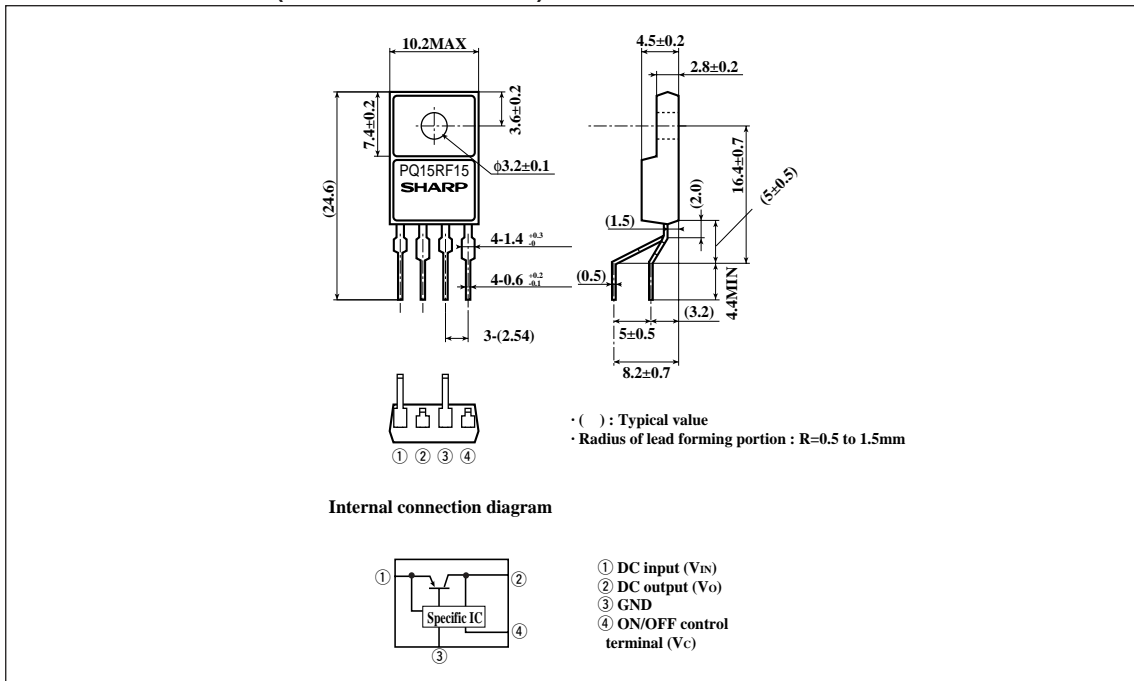 10.2MAX
4.5±0.2
2.8±0.2
7.4±0.2
3.6±0.2
(24.6)
ϕ3.2±0.1
PQ15RF15
SHARP
16.4±0.7
(2.0)
(5±0.5)
(1.5)
4-1.4 +0.3 -0
4-0.6 +0.2 -0.1
(0.5)
4.4MIN
(3.2)
3-(2.54)
5±0.5
8.2±0.7
① ② ③ ④
· ( ) : Typical value
· Radius of lead forming portion : R=0.5 to 1.5mm
Internal connection diagram
①
②
Specific IC
④
③
① DC input (VIN)
② DC output (VO)
③ GND
④ ON/OFF control
terminal (VC)